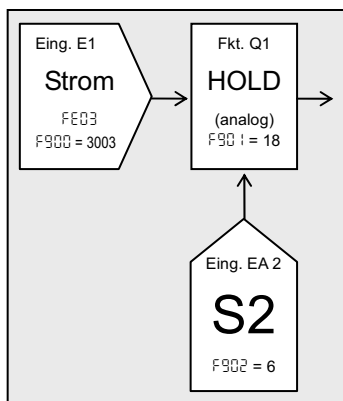 Eing. E1
Strom
FE03
F900 = 3003
Fkt. Q1
HOLD
(analog)
F901 = 18
Eing. EA 2
S2
F902 = 6